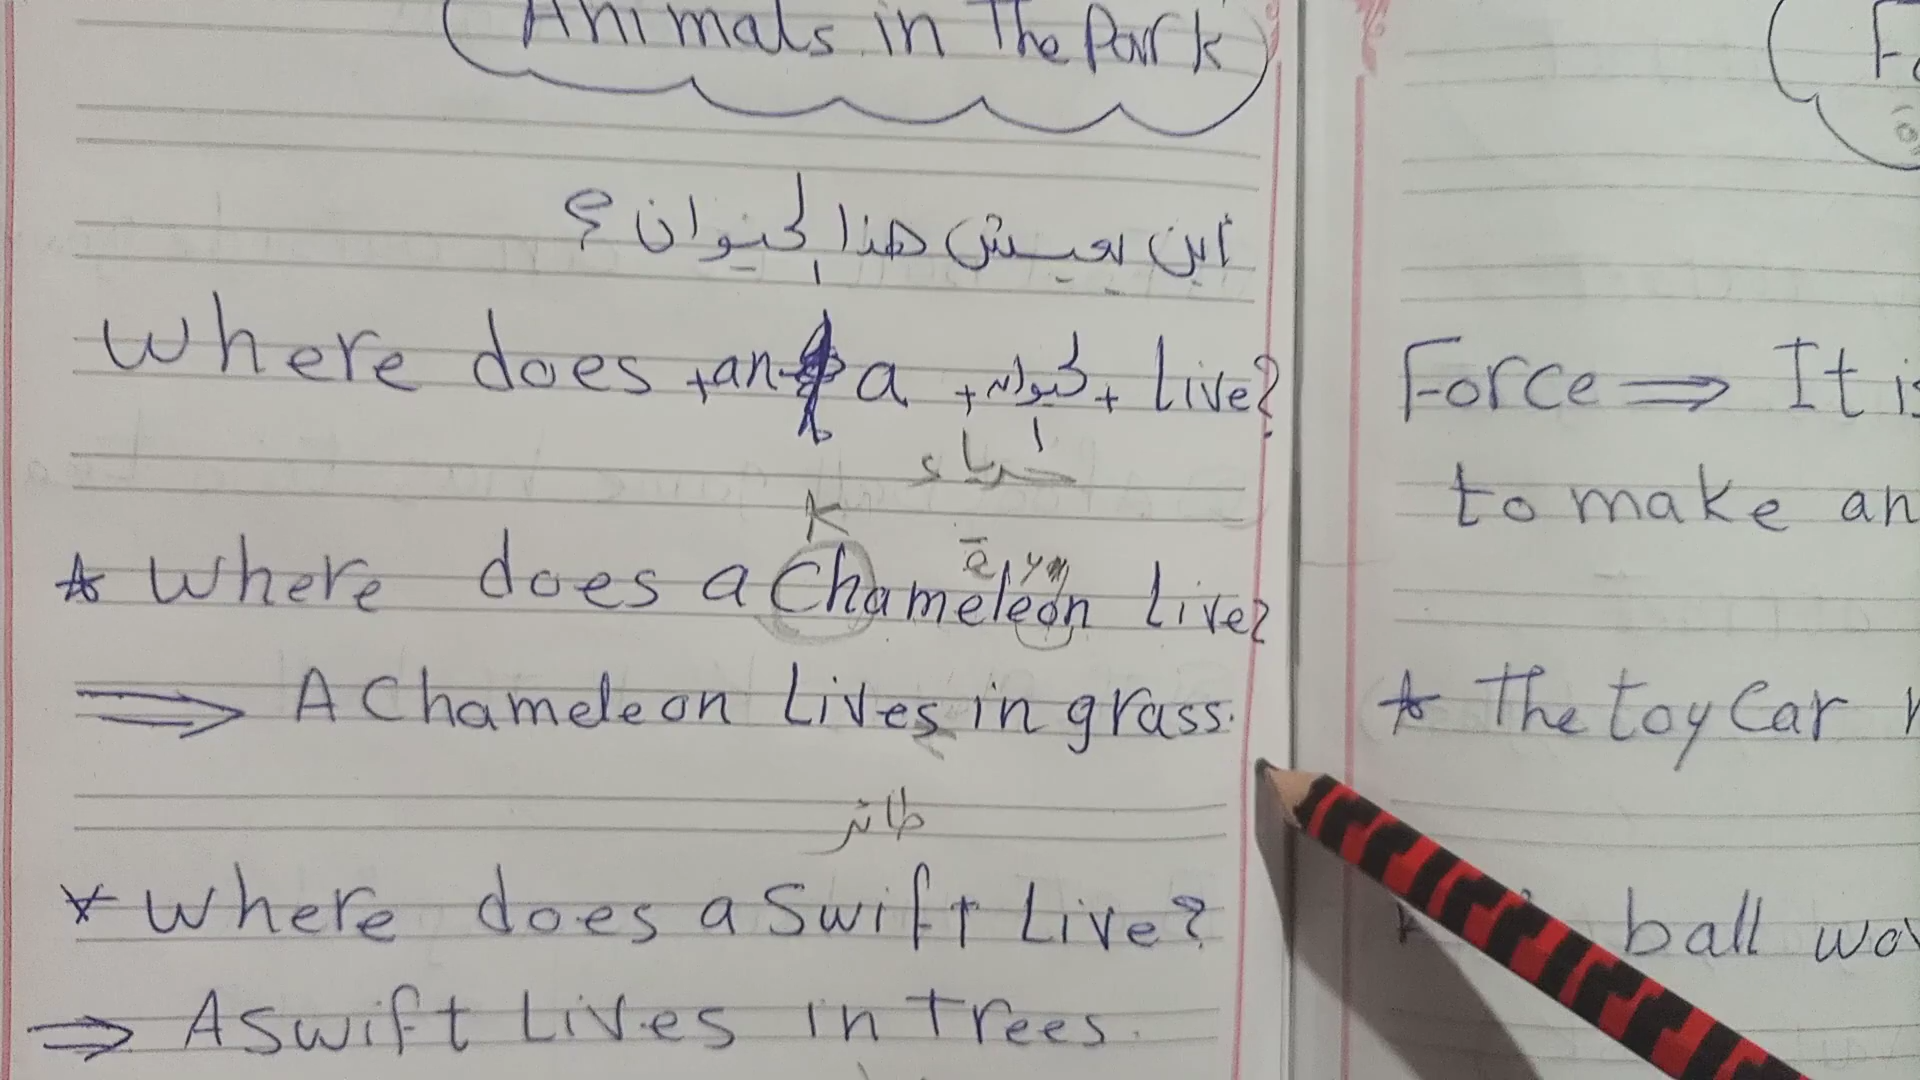 Animals in The Park
أين يعيش هذا الحيوان ؟
Where does + an a + الحيوان + Live?
حرباء
K
ē
Where does a Chameleon Live?
A Chameleon Lives in grass.
طائر
Where does a Swift Live?
A Swift Lives in Trees.
Force ⇒ It is
to make an
The toy Car
ball